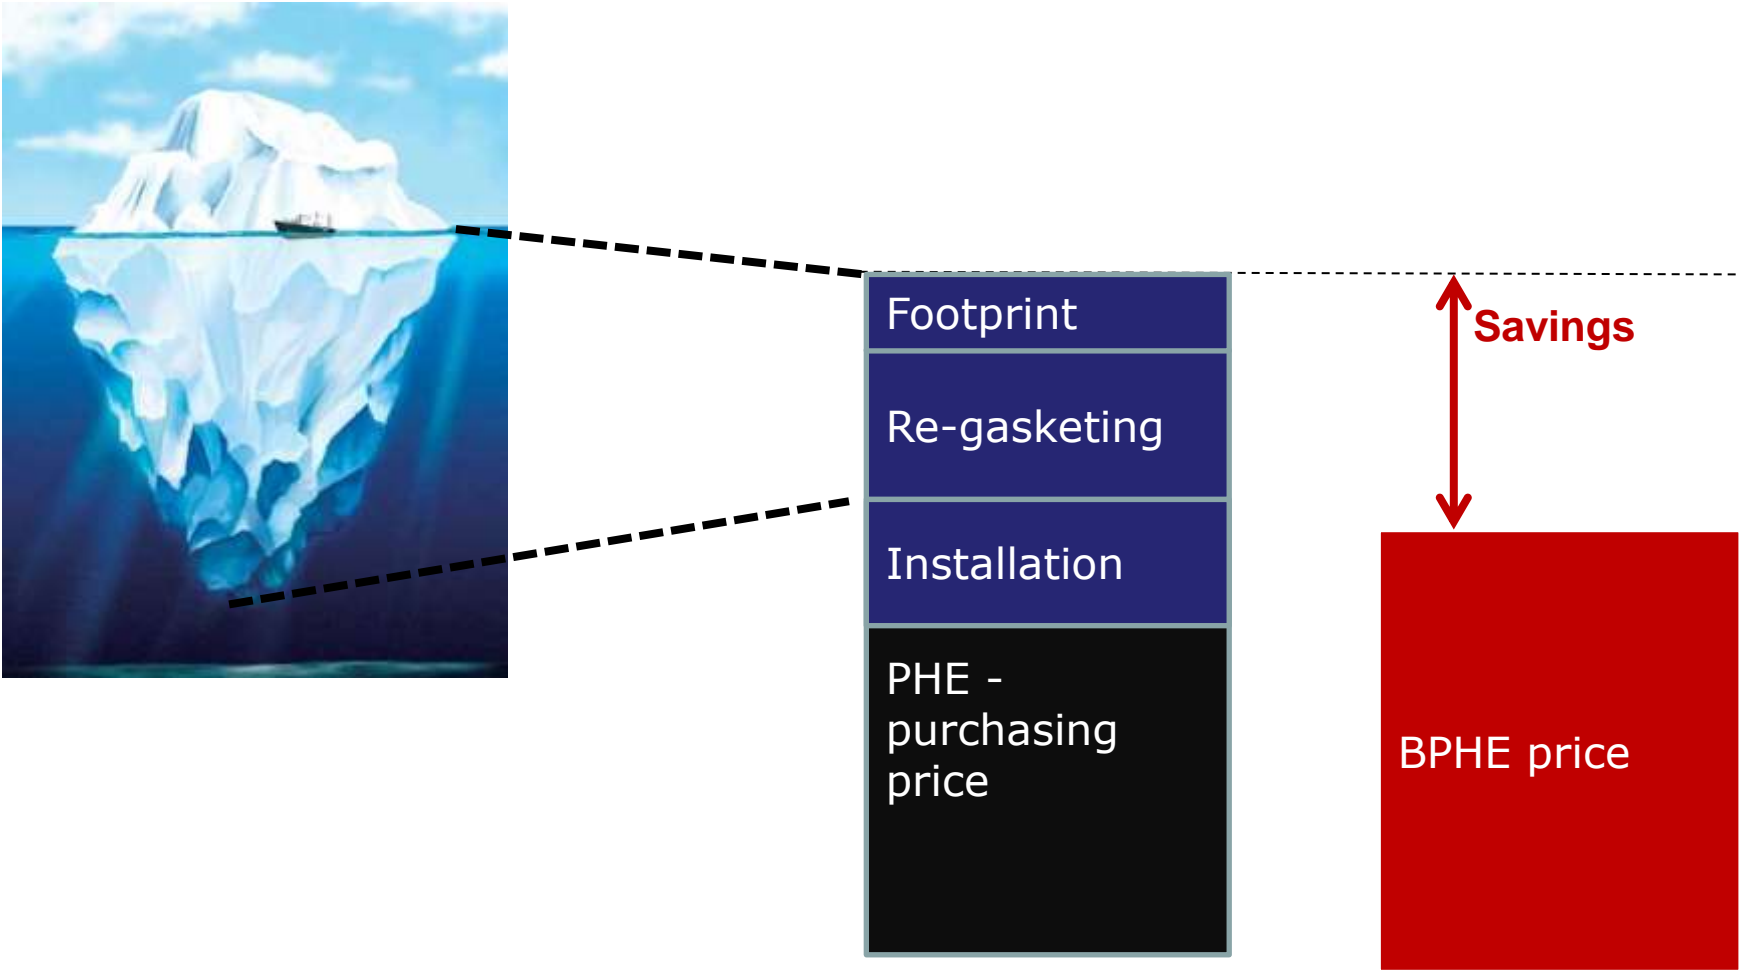 Footprint
Savings
Re-gasketing
Installation
PHE -
purchasing
price
BPHE price